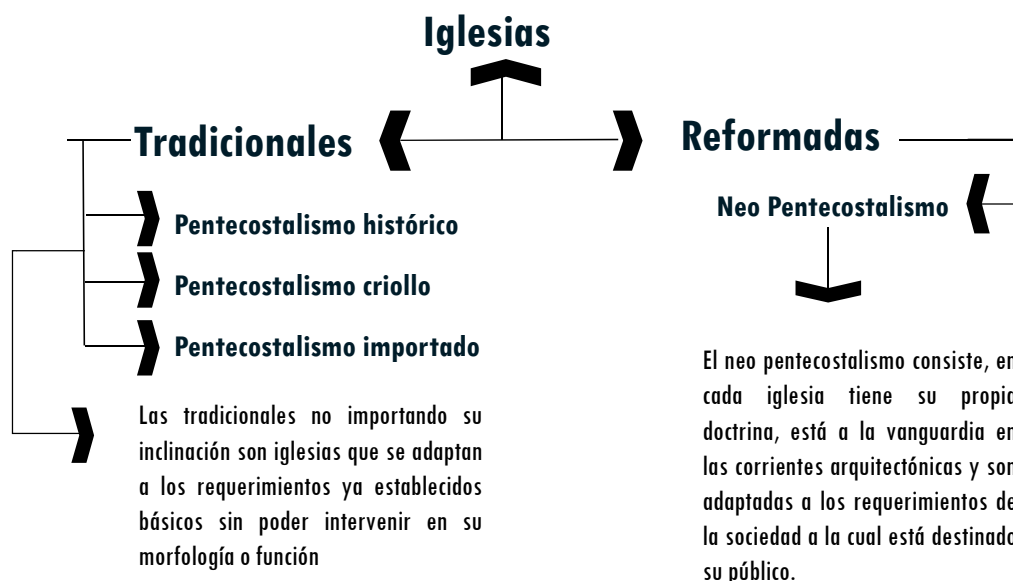 Iglesias
Tradicionales
Pentecostalismo histórico
Pentecostalismo criollo
Pentecostalismo importado
Las tradicionales no importando su
inclinación son iglesias que se adaptan
a los requerimientos ya establecidos
básicos sin poder intervenir en su
morfología o función
Reformadas
Neo Pentecostalismo
El neo pentecostalismo consiste, en
cada iglesia tiene su propia
doctrina, está a la vanguardia en
las corrientes arquitectónicas y son
adaptadas a los requerimientos de
la sociedad a la cual está destinado
su público.